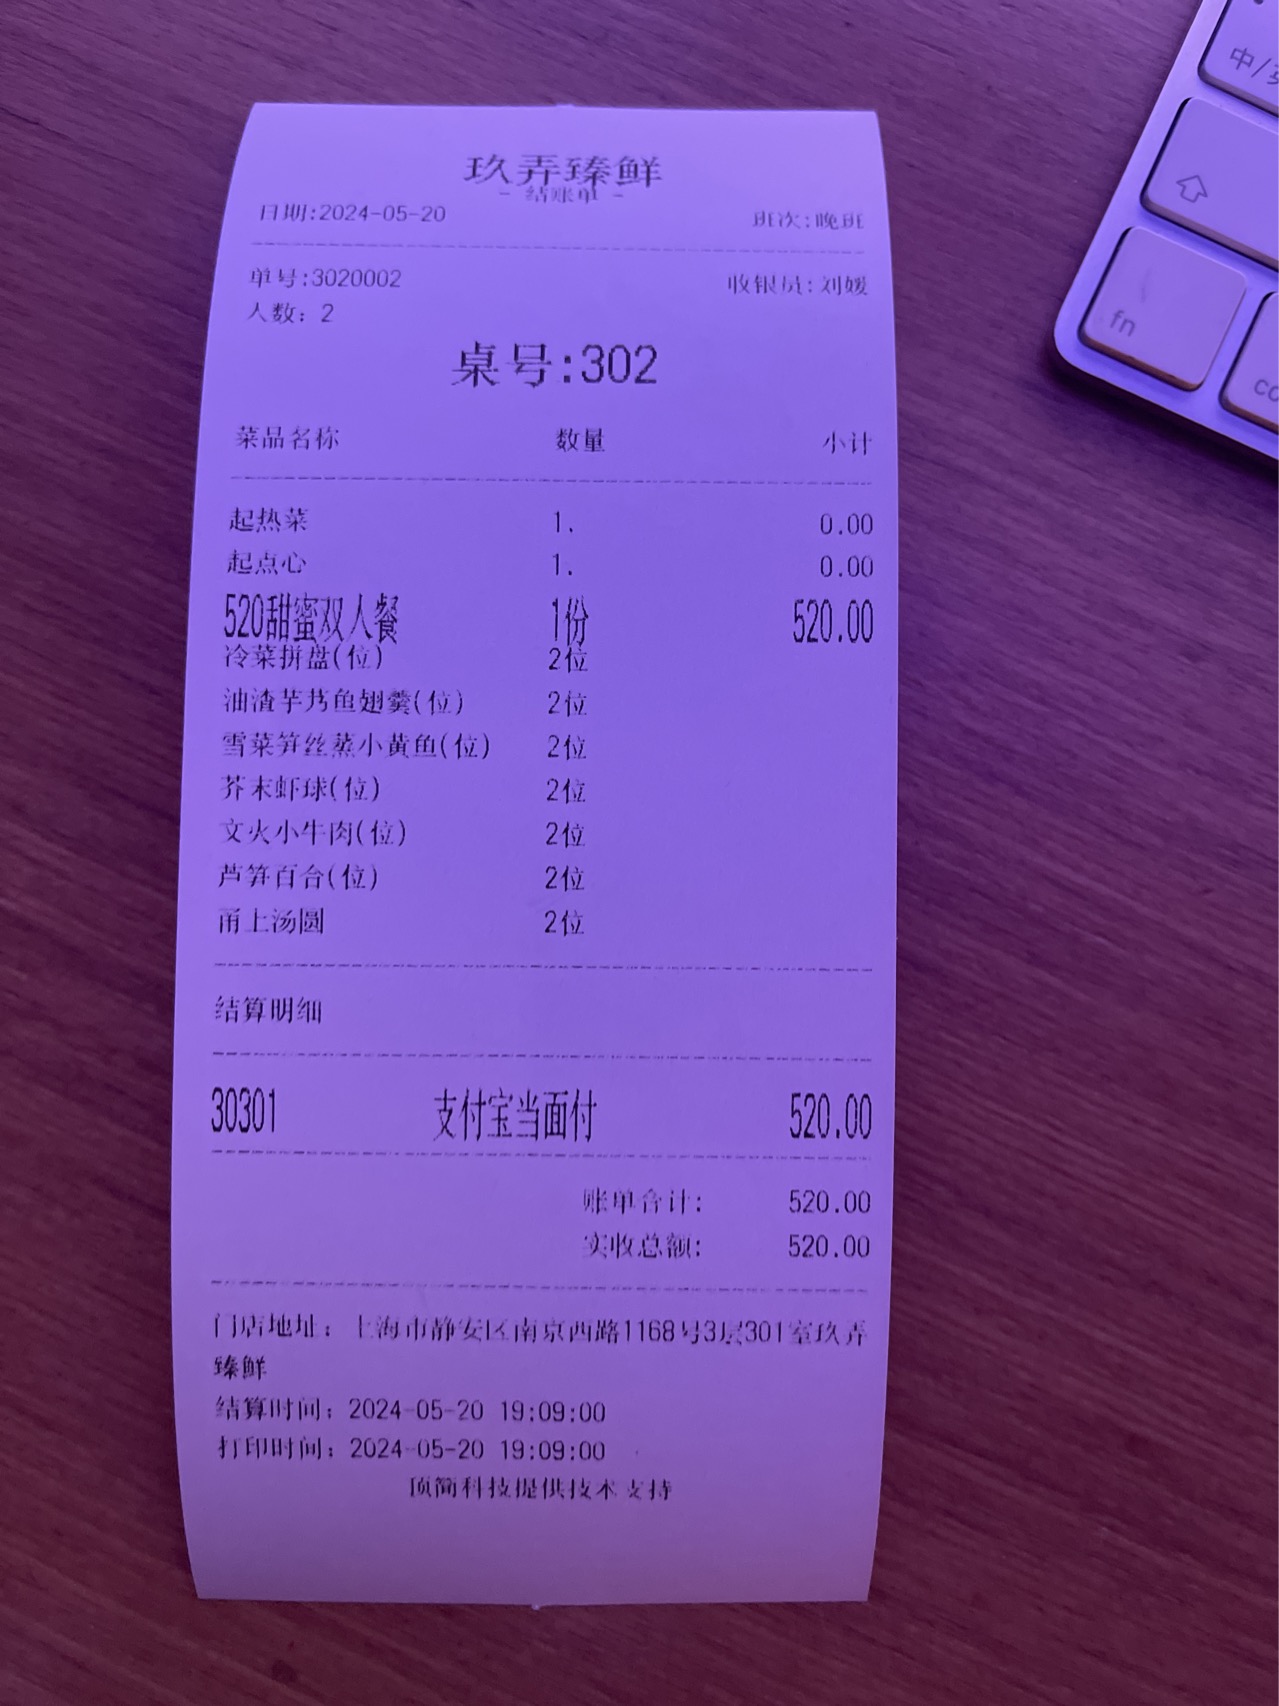 玖弄臻鲜
- 结账单 -
日期:2024-05-20 班次:晚班
单号:3020002 收银员:刘媛
人数: 2
桌号:302
菜品名称 数量 小计
起热菜 1. 0.00
起点心 1. 0.00
520甜蜜双人餐 1份 520.00
冷菜拼盘(位) 2位
油渣芋艿鱼翅羹(位) 2位
雪菜笋丝蒸小黄鱼(位) 2位
芥末虾球(位) 2位
文火小牛肉(位) 2位
芦笋百合(位) 2位
甬上汤圆 2位
结算明细
30301 支付宝当面付 520.00
账单合计: 520.00
实收总额: 520.00
门店地址: 上海市静安区南京西路1168号3层301室玖弄
臻鲜
结算时间: 2024-05-20 19:09:00
打印时间: 2024-05-20 19:09:00
顶简科技提供技术支持
中/
fn